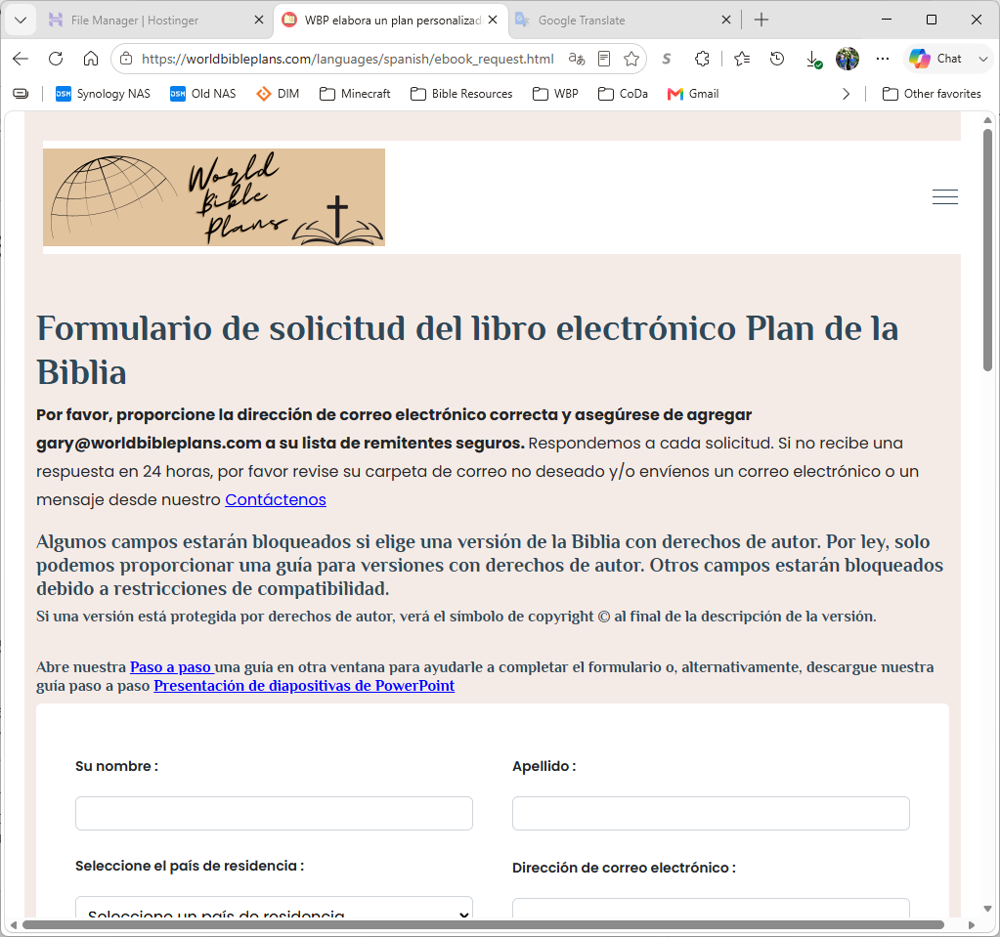 File Manager | Hostinger
WBP elabora un plan personalizad
Google Translate
https://worldbibleplans.com/languages/spanish/ebook_request.html
Chat
Synology NAS
Old NAS
DIM
Minecraft
Bible Resources
WBP
CoDa
Gmail
Other favorites
World
Bible
Plans
Formulario de solicitud del libro electrónico Plan de la
Biblia
Por favor, proporcione la dirección de correo electrónico correcta y asegúrese de agregar
gary@worldbibleplans.com a su lista de remitentes seguros. Respondemos a cada solicitud. Si no recibe una
respuesta en 24 horas, por favor revise su carpeta de correo no deseado y/o envíenos un correo electrónico o un
mensaje desde nuestro Contáctenos
Algunos campos estarán bloqueados si elige una versión de la Biblia con derechos de autor. Por ley, solo
podemos proporcionar una guía para versiones con derechos de autor. Otros campos estarán bloqueados
debido a restricciones de compatibilidad.
Si una versión está protegida por derechos de autor, verá el símbolo de copyright © al final de la descripción de la versión.
Abre nuestra Paso a paso una guía en otra ventana para ayudarle a completar el formulario o, alternativamente, descargue nuestra
guía paso a paso Presentación de diapositivas de PowerPoint
Su nombre :
Apellido :
Seleccione el país de residencia :
Dirección de correo electrónico :
Seleccione un país de residencia